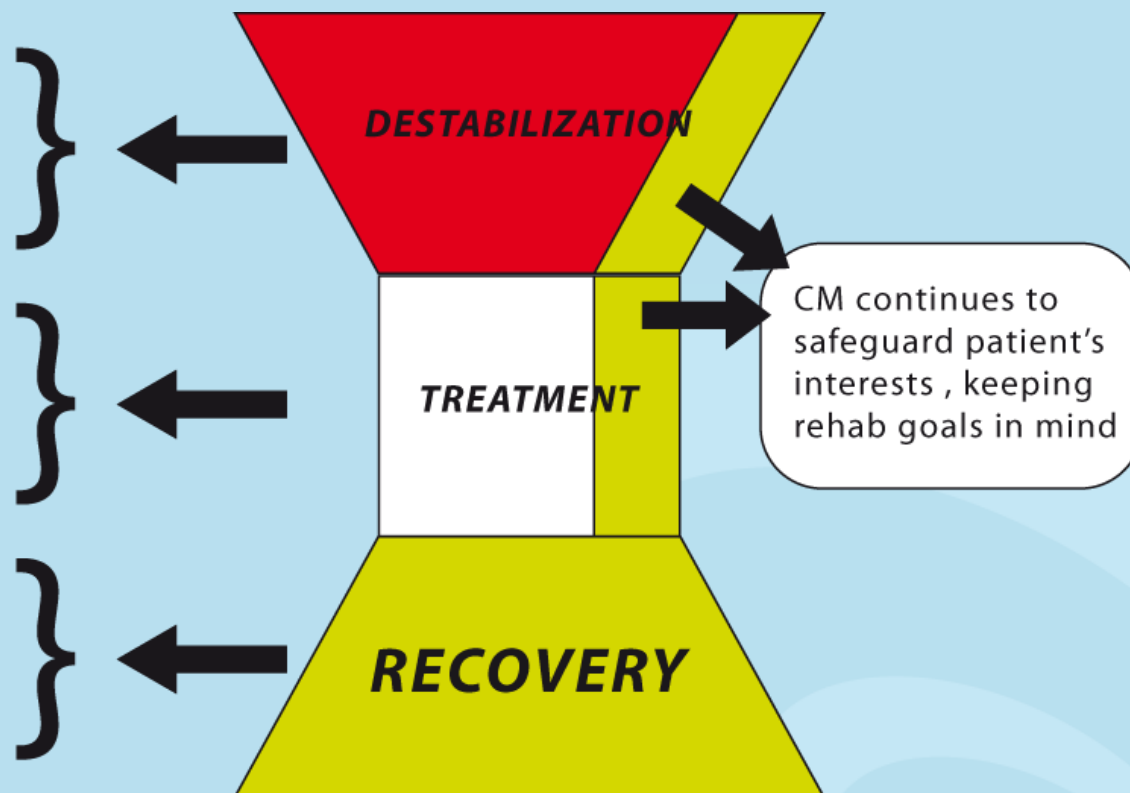 DESTABILIZATION
CM continues to
safeguard patient’s
interests , keeping
rehab goals in mind
TREATMENT
RECOVERY